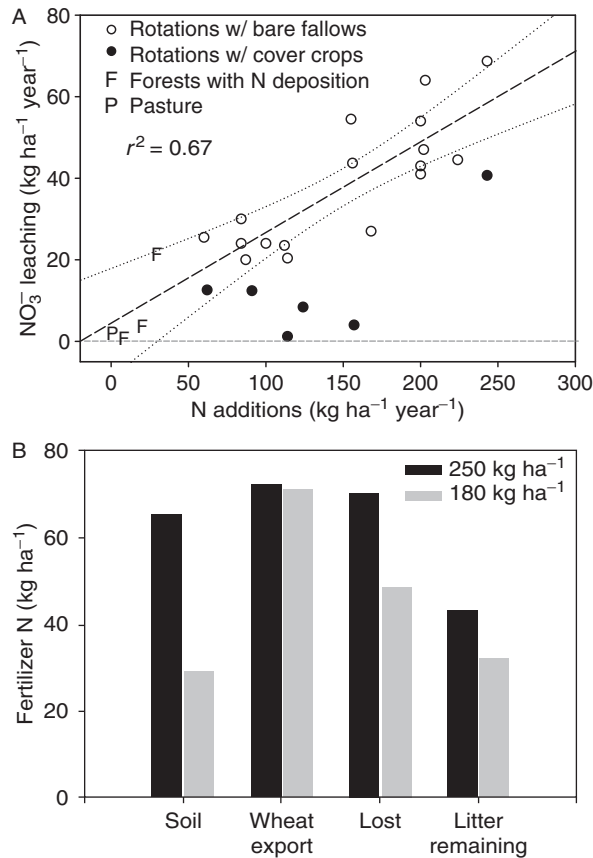 A
80
60
40
20
0
NO₃⁻ leaching (kg ha⁻¹ year⁻¹)
Rotations w/ bare fallows
Rotations w/ cover crops
F Forests with N deposition
P Pasture
r² = 0.67
F
P F F
0 50 100 150 200 250 300
N additions (kg ha⁻¹ year⁻¹)
B
80
60
40
20
0
Fertilizer N (kg ha⁻¹)
250 kg ha⁻¹
180 kg ha⁻¹
Soil Wheat Lost Litter
export remaining